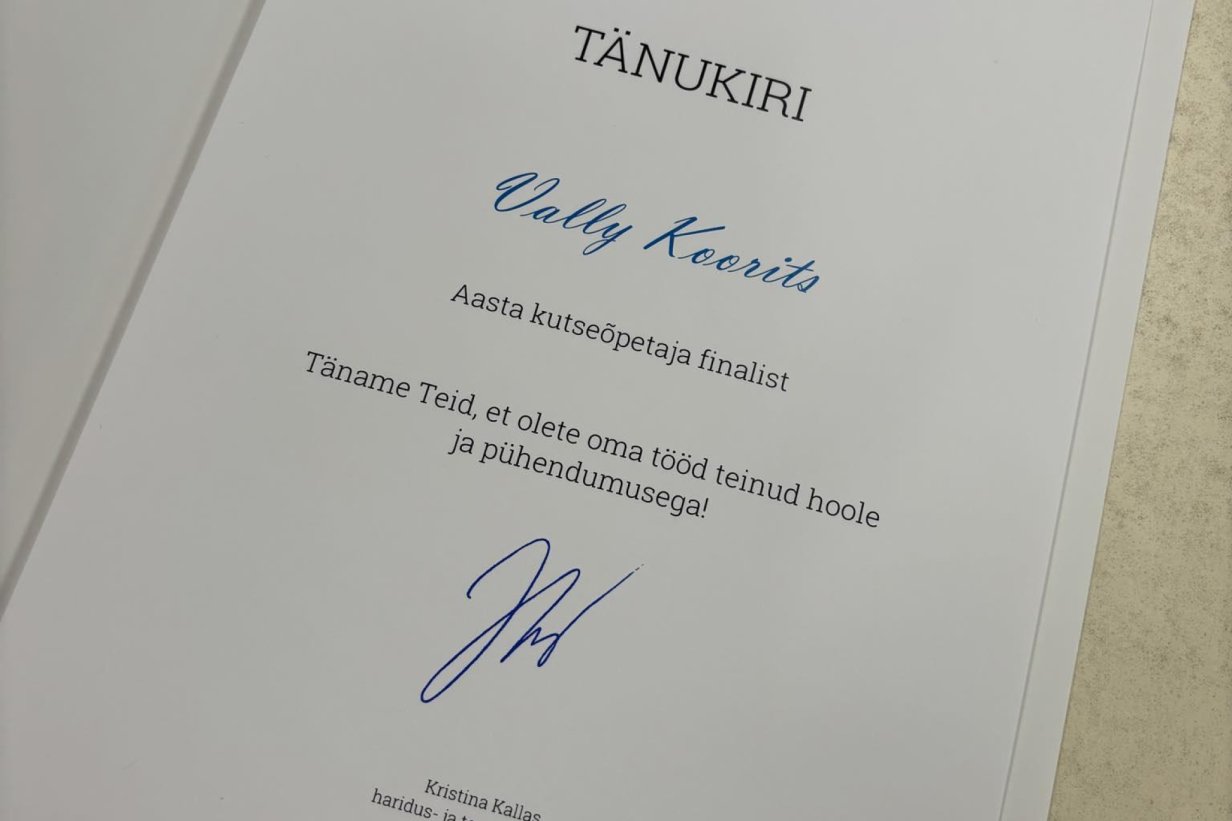 TÄNUKIRI
Vally Koorits
Aasta kutseõpetaja finalist
Täname Teid, et olete oma tööd teinud hoole
ja pühendumusega!
Kristina Kallas
haridus- ja